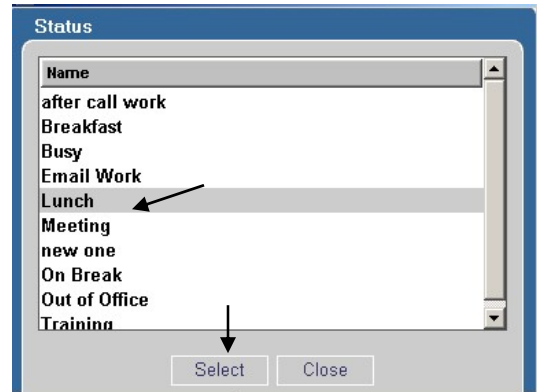 Status
Name
after call work
Breakfast
Busy
Email Work
Lunch
Meeting
new one
On Break
Out of Office
Training
Select Close